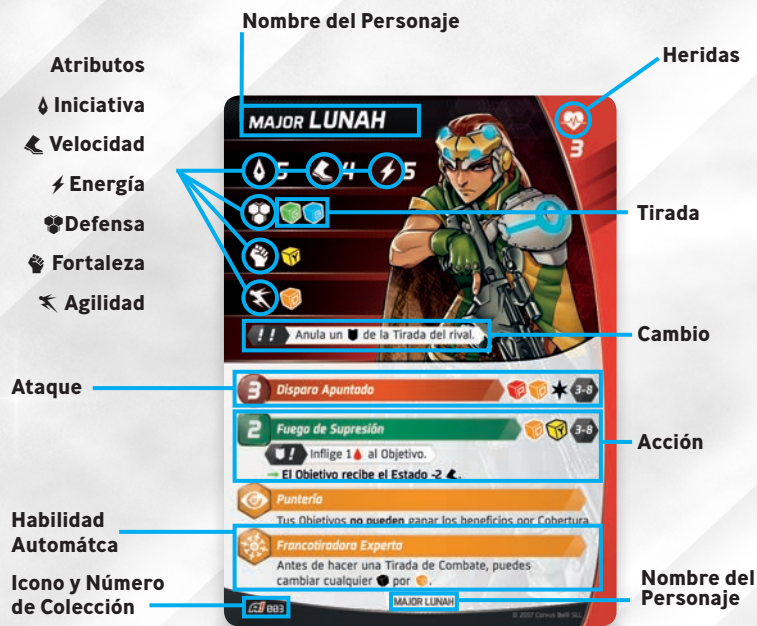 Nombre del Personaje
Atributos
Iniciativa
Velocidad
Energía
Defensa
Fortaleza
Agilidad
Heridas
MAJOR LUNAH
3
5 4 5
Tirada
!! Anula un de la Tirada del rival.
Cambio
Ataque
3 Disparo Apuntado 3-8
2 Fuego de Supresión 3-8
! Inflige 1 al Objetivo.
→ El Objetivo recibe el Estado -2 .
Acción
Puntería
Tus Objetivos no pueden ganar los beneficios por Cobertura.
Habilidad
Automátca
Francotiradora Experta
Antes de hacer una Tirada de Combate, puedes
cambiar cualquier por .
Icono y Número
de Colección
003
MAJOR LUNAH
© 2017 Corvus Belli SLL
Nombre del
Personaje